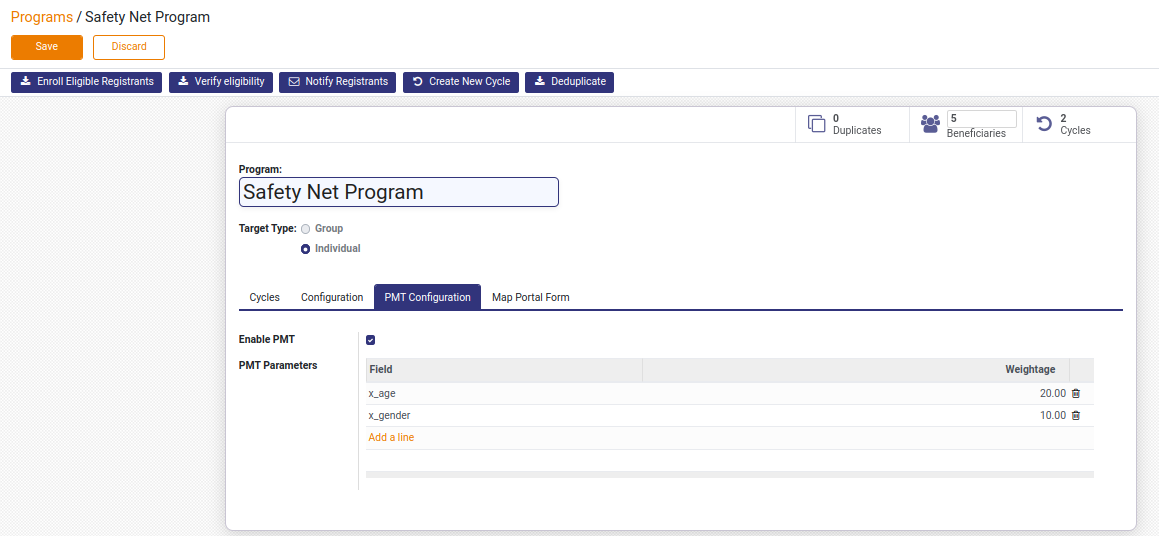 Programs / Safety Net Program
Save Discard
Enroll Eligible Registrants Verify eligibility Notify Registrants Create New Cycle Deduplicate
0 Duplicates 5 Beneficiaries 2 Cycles
Program:
Safety Net Program
Target Type: Group
Individual
Cycles Configuration PMT Configuration Map Portal Form
Enable PMT
PMT Parameters
Field Weightage
x_age 20.00
x_gender 10.00
Add a line